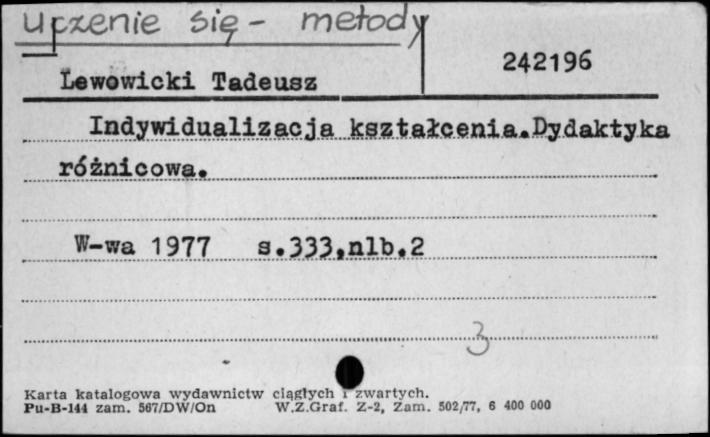 uczenie się - metody
242196
Lewowicki Tadeusz
Indywidualizacja kształcenia.Dydaktyka
różnicowa.
W-wa 1977 s.333,nlb.2
3
Karta katalogowa wydawnictw ciągłych i zwartych.
Pu-B-144 zam. 567/DW/On W.Z.Graf. Z-2, Zam. 502/77, 6 400 000